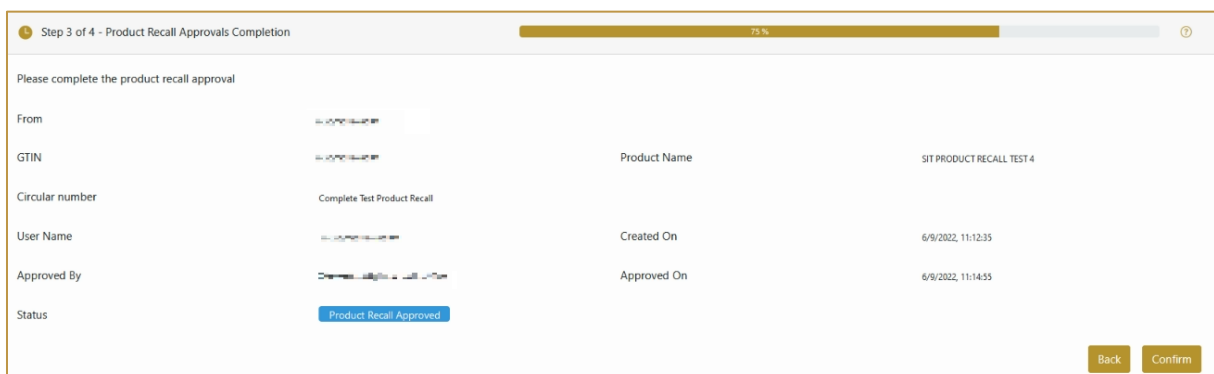 Step 3 of 4 - Product Recall Approvals Completion 75 %
Please complete the product recall approval
From
GTIN Product Name SIT PRODUCT RECALL TEST 4
Circular number Complete Test Product Recall
User Name Created On 6/9/2022, 11:12:35
Approved By Approved On 6/9/2022, 11:14:55
Status Product Recall Approved
Back Confirm